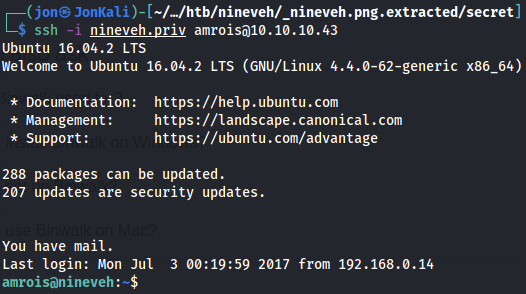 ┌──(jon㉿JonKali)-[~/…/htb/nineveh/_nineveh.png.extracted/secret]
└─$ ssh -i nineveh.priv amrois@10.10.10.43
Ubuntu 16.04.2 LTS
Welcome to Ubuntu 16.04.2 LTS (GNU/Linux 4.4.0-62-generic x86_64)
 * Documentation:  https://help.ubuntu.com
 * Management:     https://landscape.canonical.com
 * Support:        https://ubuntu.com/advantage
288 packages can be updated.
207 updates are security updates.
use Binwalk on Mac?
You have mail.
Last login: Mon Jul  3 00:19:59 2017 from 192.168.0.14
amrois@nineveh:~$